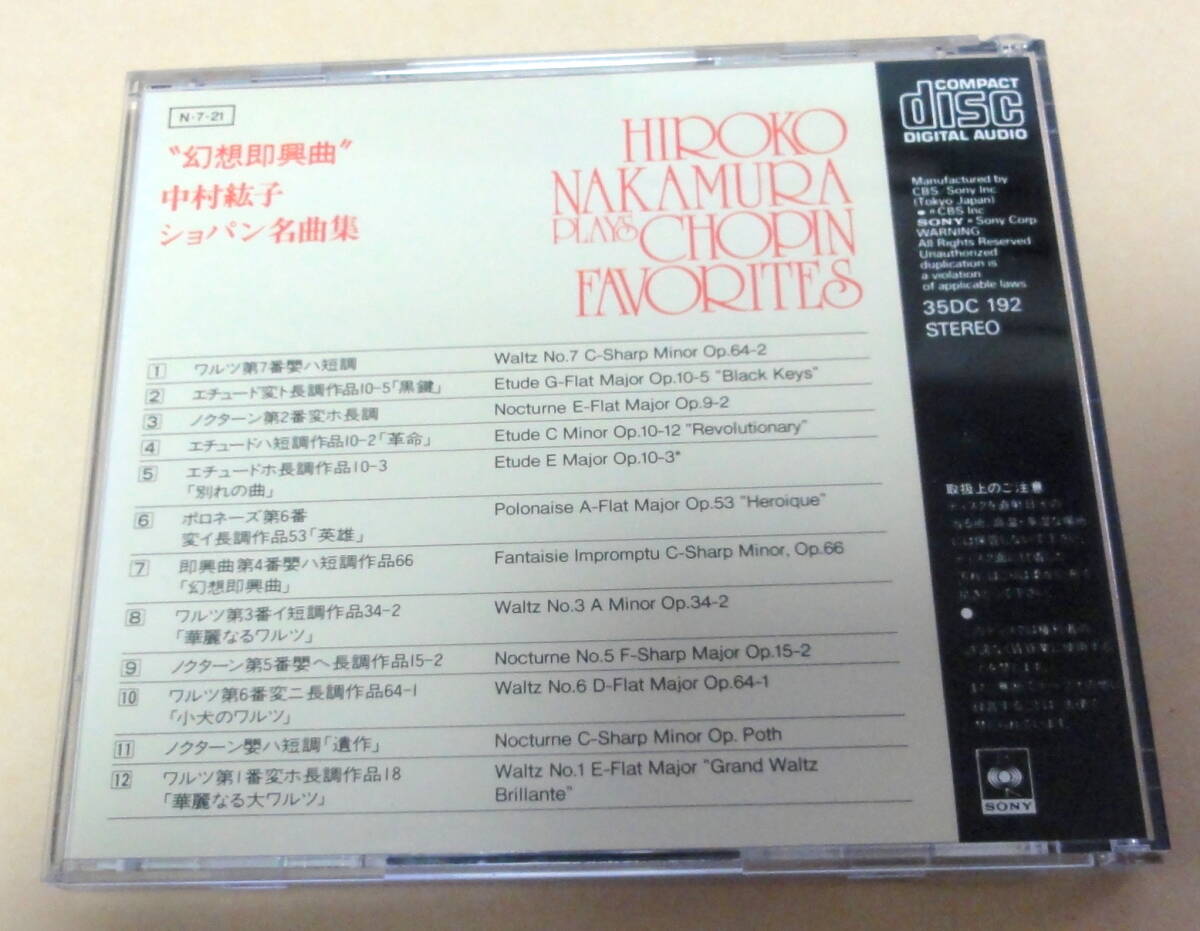 N・7・21
〝幻想即興曲〟
中村紘子
ショパン名曲集
HIROKO
NAKAMURA
PLAYS CHOPIN
FAVORITES
1 ワルツ第7番嬰ハ短調 Waltz No.7 C-Sharp Minor Op.64-2
2 エチュード変ト長調作品10-5「黒鍵」 Etude G-Flat Major Op.10-5 "Black Keys"
3 ノクターン第2番変ホ長調 Nocturne E-Flat Major Op.9-2
4 エチュードハ短調作品10-2「革命」 Etude C Minor Op.10-12 "Revolutionary"
5 エチュードホ長調作品10-3 Etude E Major Op.10-3*
「別れの曲」
6 ポロネーズ第6番 Polonaise A-Flat Major Op.53 "Heroique"
変イ長調作品53「英雄」
7 即興曲第4番嬰ハ短調作品66 Fantaisie Impromptu C-Sharp Minor, Op.66
「幻想即興曲」
8 ワルツ第3番イ短調作品34-2 Waltz No.3 A Minor Op.34-2
「華麗なるワルツ」
9 ノクターン第5番嬰ヘ長調作品15-2 Nocturne No.5 F-Sharp Major Op.15-2
10 ワルツ第6番変ニ長調作品64-1 Waltz No.6 D-Flat Major Op.64-1
「小犬のワルツ」
11 ノクターン嬰ハ短調「遺作」 Nocturne C-Sharp Minor Op. Poth
12 ワルツ第1番変ホ長調作品18 Waltz No.1 E-Flat Major "Grand Waltz
「華麗なる大ワルツ」 Brillante"
COMPACT
disc
DIGITAL AUDIO
Manufactured by
CBS/Sony Inc
(Tokyo Japan)
CBS Inc
SONY Sony Corp
WARNING
All Rights Reserved
Unauthorized
duplication is
a violation
of applicable laws
35DC 192
STEREO
取扱上のご注
SONY